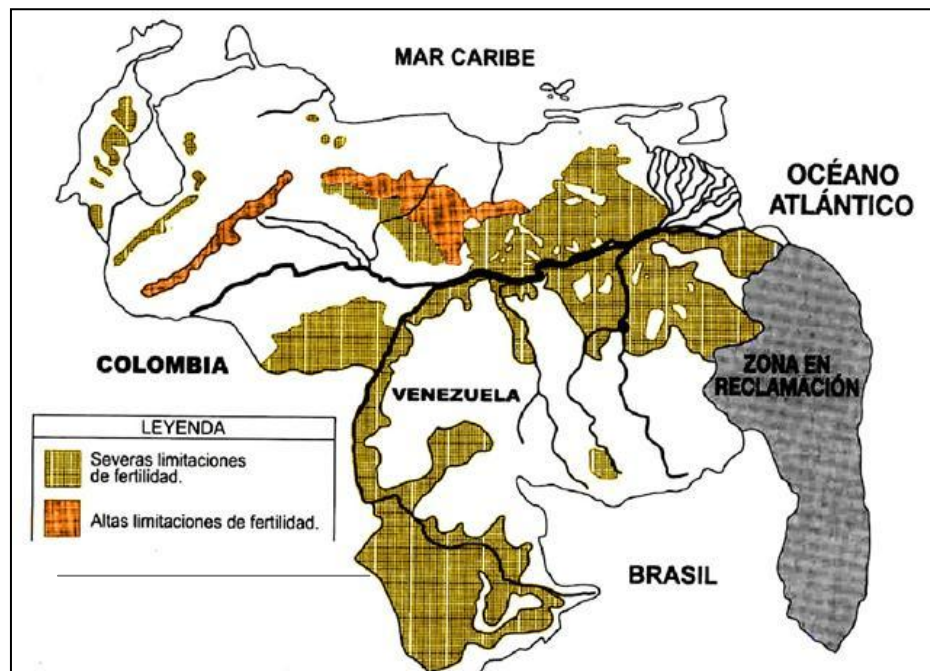 MAR CARIBE
OCÉANO
ATLÁNTICO
COLOMBIA
VENEZUELA
ZONA EN
RECLAMACIÓN
LEYENDA
Severas limitaciones
de fertilidad.
Altas limitaciones de fertilidad.
BRASIL